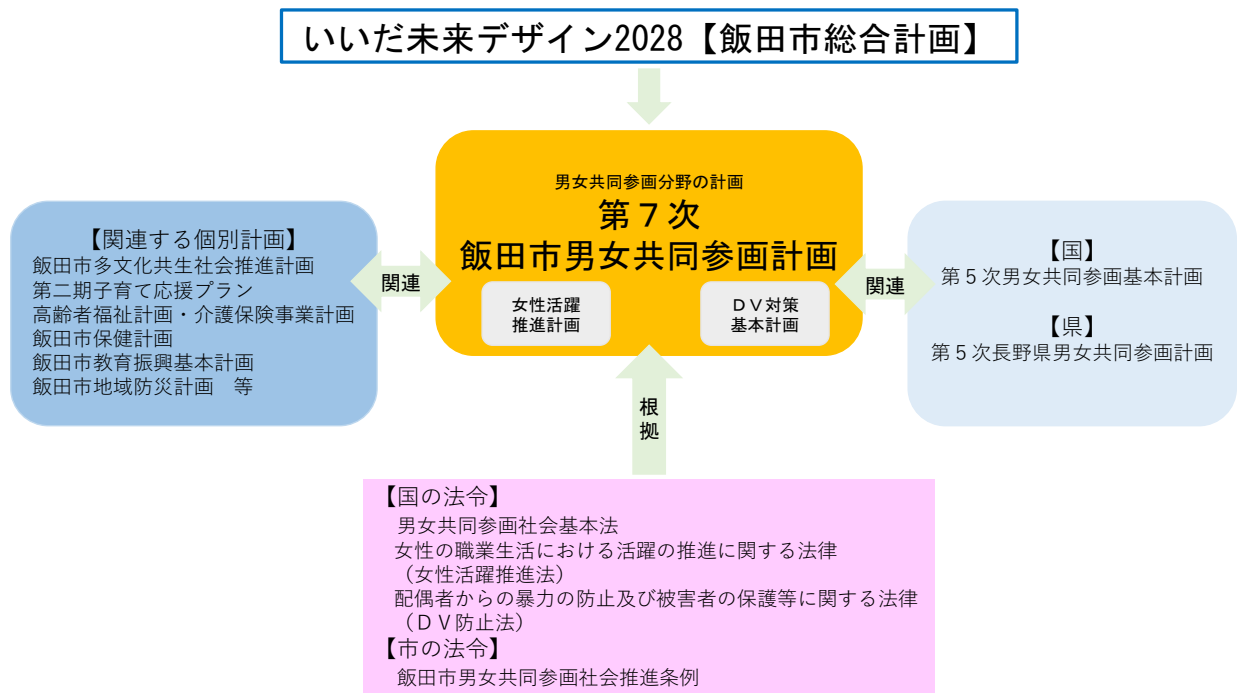 いいだ未来デザイン2028【飯田市総合計画】
男女共同参画分野の計画
第７次
飯田市男女共同参画計画
女性活躍
推進計画
ＤＶ対策
基本計画
【関連する個別計画】
飯田市多文化共生社会推進計画
第二期子育て応援プラン
高齢者福祉計画・介護保険事業計画
飯田市保健計画
飯田市教育振興基本計画
飯田市地域防災計画　等
関連
関連
【国】
第５次男女共同参画基本計画
【県】
第５次長野県男女共同参画計画
根
拠
【国の法令】
男女共同参画社会基本法
女性の職業生活における活躍の推進に関する法律
（女性活躍推進法）
配偶者からの暴力の防止及び被害者の保護等に関する法律
（ＤＶ防止法）
【市の法令】
飯田市男女共同参画社会推進条例